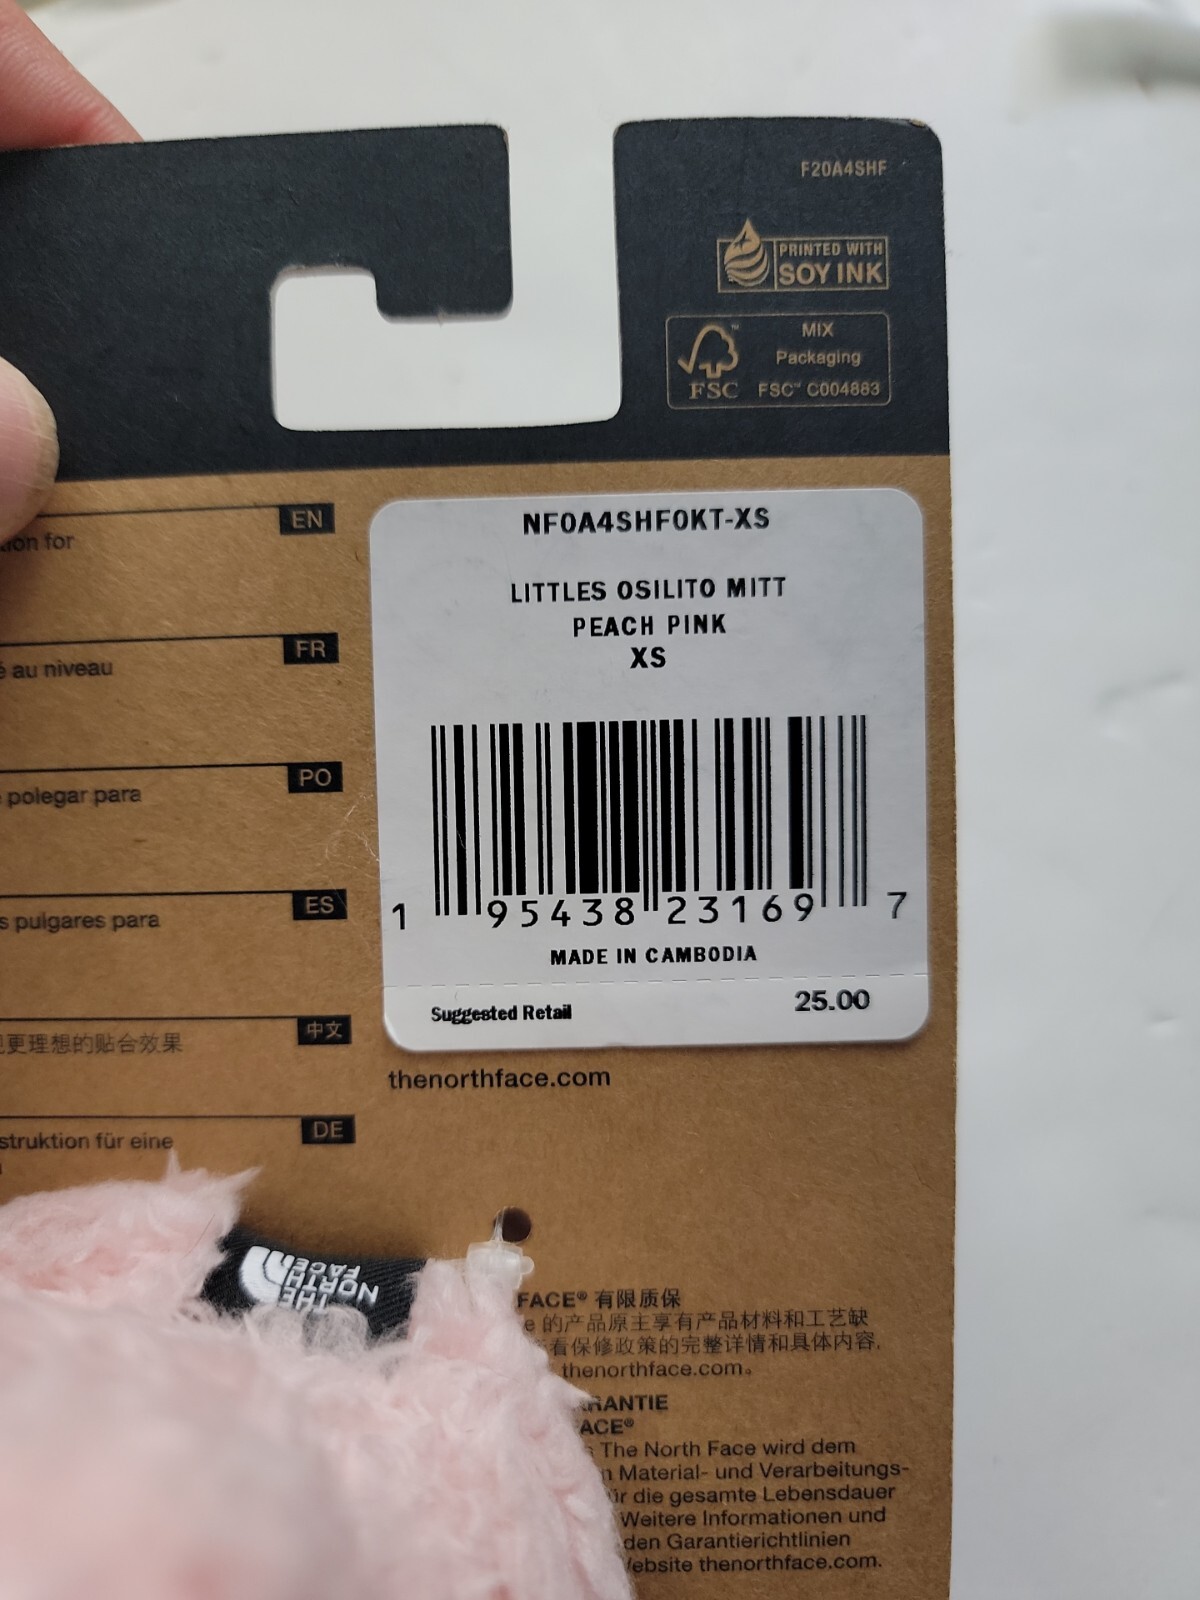 F20A4SHF
PRINTED WITH
SOY INK
MIX
Packaging
FSC™ C004883
FSC™
NF0A4SHF0KT-XS
LITTLES OSILITO MITT
PEACH PINK
XS
1 95438 23169 7
MADE IN CAMBODIA
Suggested Retail 25.00
thenorthface.com
EN
for
FR
é au niveau
PO
polegar para
ES
s pulgares para
中文
更理想的贴合效果
DE
struktion für eine
THE
NORTH
FACE
FACE® 有限质保
e 的产品原主享有产品材料和工艺缺
看保修政策的完整详情和具体内容,
thenorthface.com。
RANTIE
ACE®
s The North Face wird dem
n Material- und Verarbeitungs-
ür die gesamte Lebensdauer
Weitere Informationen und
den Garantierichtlinien
ebsite thenorthface.com.